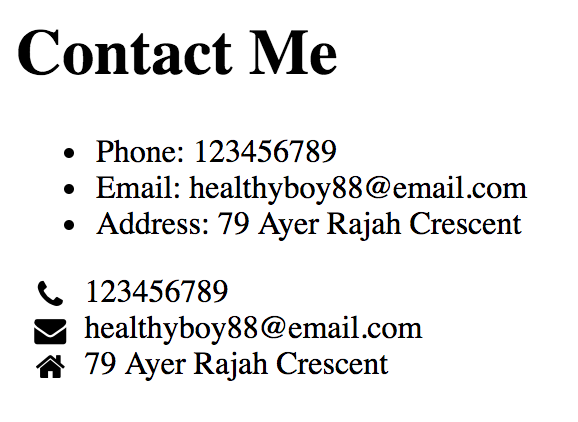 Contact Me
Phone: 123456789
Email: healthyboy88@email.com
Address: 79 Ayer Rajah Crescent
123456789
healthyboy88@email.com
79 Ayer Rajah Crescent